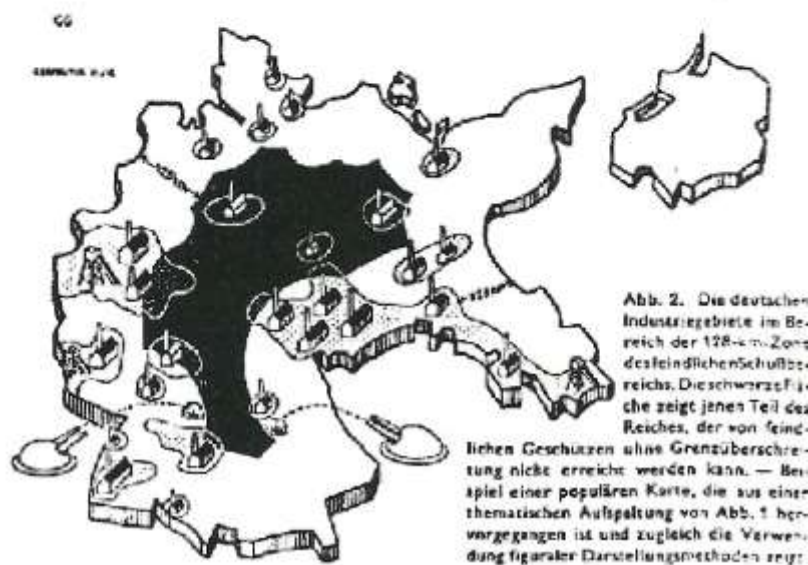 Abb. 2. Die deutschen
Industriegebiete im Be-
reich der 128-km-Zone
des feindlichen Schußbe-
reichs. Die schwarze Flä-
che zeigt jenen Teil des
Reiches, der von feind-
lichen Geschützen ohne Grenzüberschrei-
tung nicht erreicht werden kann. — Bei-
spiel einer populären Karte, die aus einer
thematischen Aufspaltung von Abb. 1 her-
vorgegangen ist und zugleich die Verwen-
dung figuraler Darstellungsmethoden zeigt